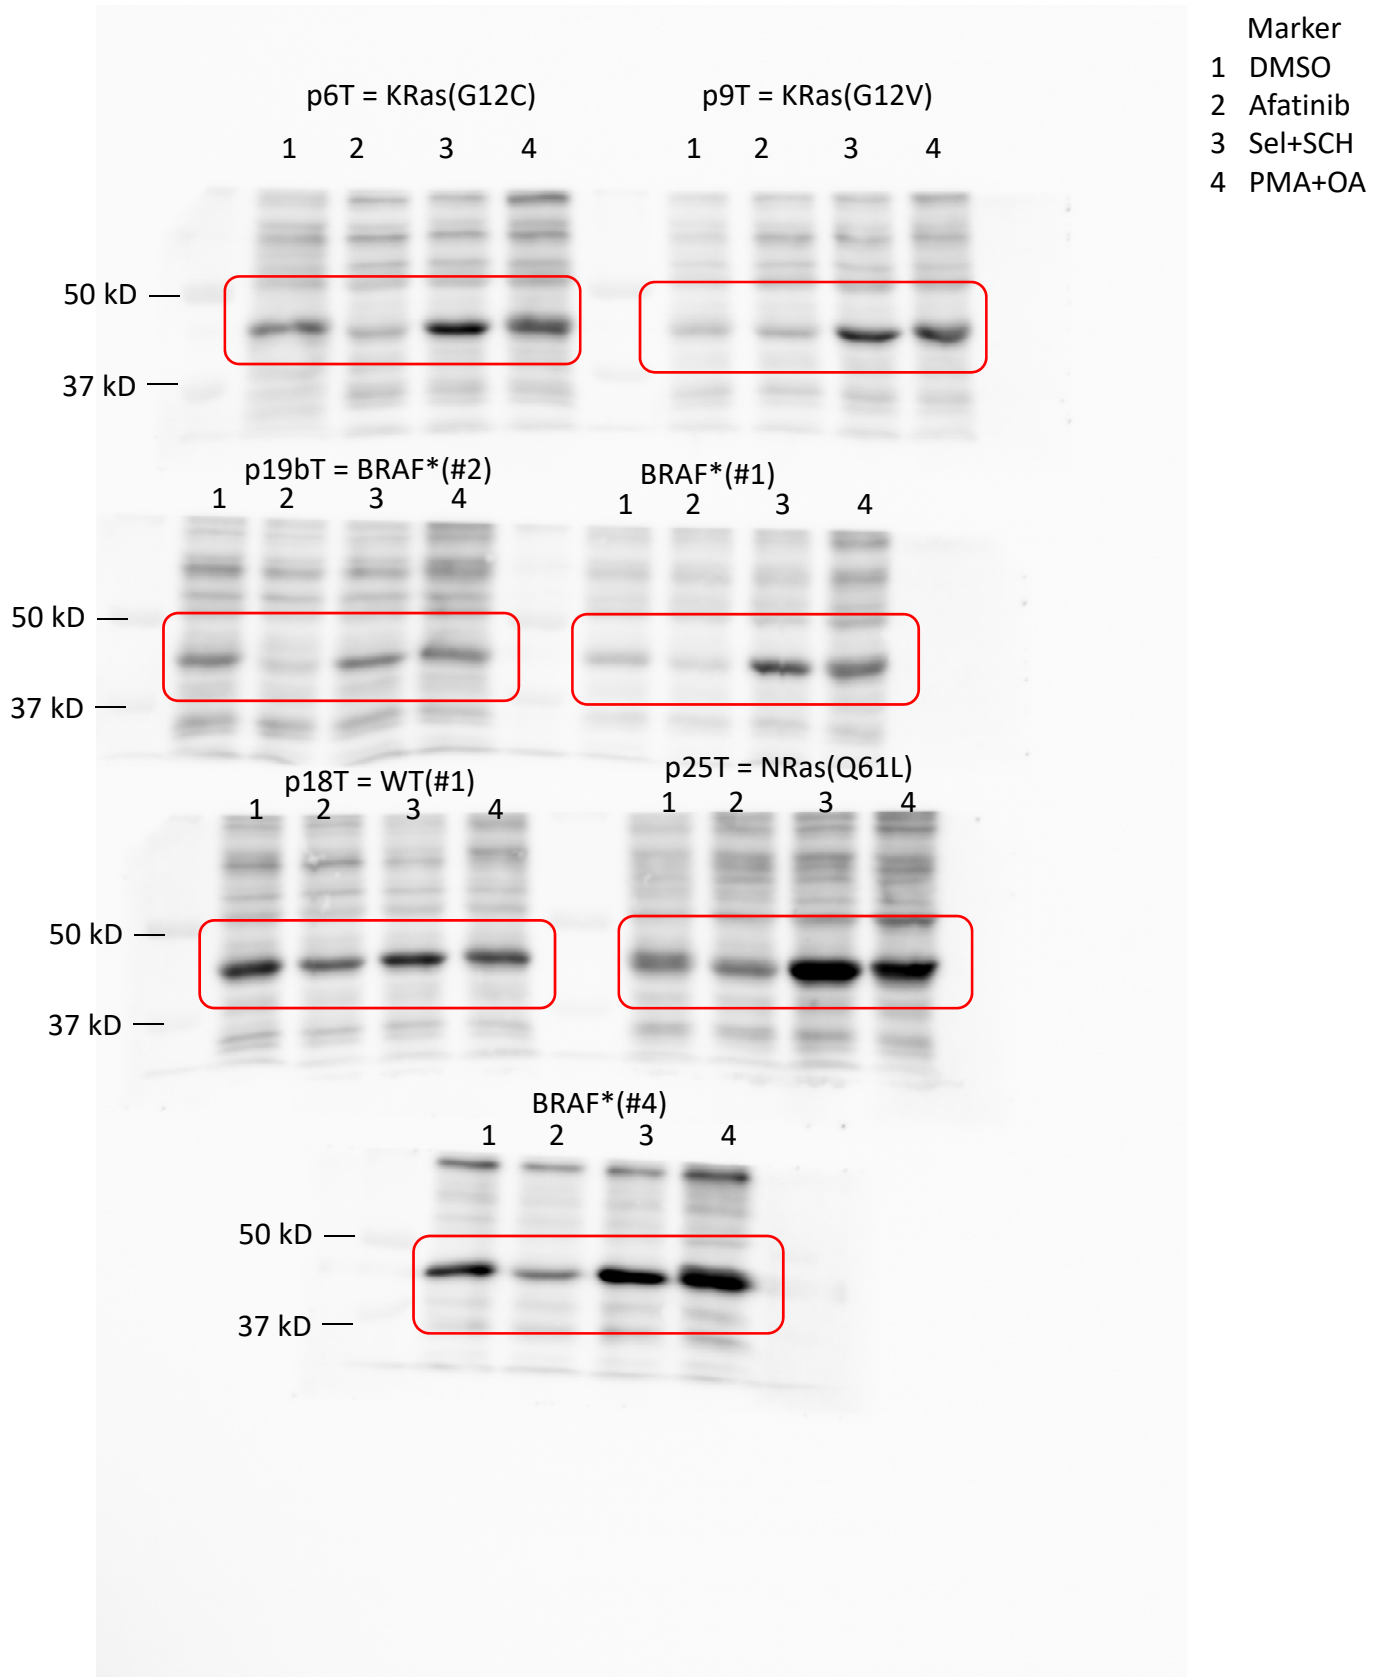 Marker
1 DMSO
2 Afatinib
3 Sel+SCH
4 PMA+OA
p6T = KRas(G12C)
1 2 3 4
p9T = KRas(G12V)
1 2 3 4
50 kD
37 kD
p19bT = BRAF*(#2)
1 2 3 4
BRAF*(#1)
1 2 3 4
50 kD
37 kD
p18T = WT(#1)
1 2 3 4
p25T = NRas(Q61L)
1 2 3 4
50 kD
37 kD
BRAF*(#4)
1 2 3 4
50 kD
37 kD